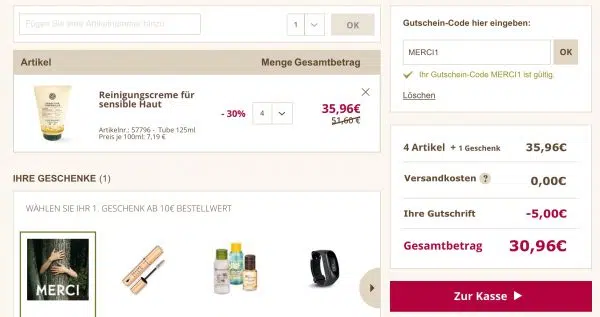 Fügen Sie eine Artikelnummer hinzu
1
OK
Artikel
Menge Gesamtbetrag
Reinigungscreme für
sensible Haut
- 30%
4
35,96€
51,60 €
Artikelnr.: 57796 - Tube 125ml
Preis je 100ml: 7,19 €
IHRE GESCHENKE (1)
WÄHLEN SIE IHR 1. GESCHENK AB 10€ BESTELLWERT
MERCI
Gutschein-Code hier eingeben:
MERCI1
OK
Ihr Gutschein-Code MERCI1 ist gültig.
Löschen
4 Artikel + 1 Geschenk 35,96€
Versandkosten ? 0,00€
Ihre Gutschrift -5,00€
Gesamtbetrag 30,96€
Zur Kasse